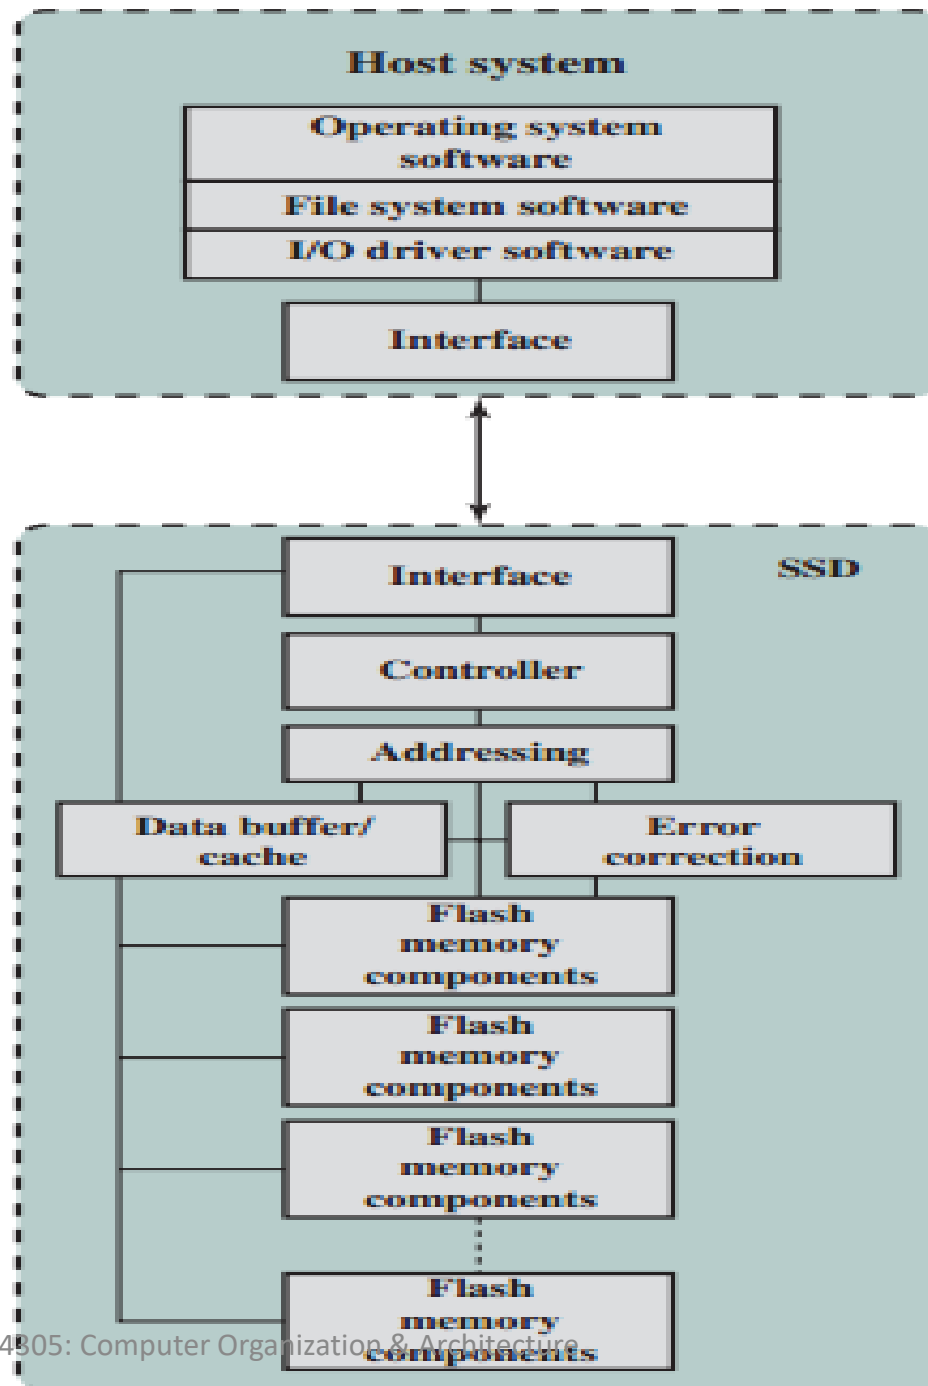 Host system
Operating system
software
File system software
I/O driver software
Interface
SSD
Interface
Controller
Addressing
Data buffer/
cache
Error
correction
Flash
memory
components
Flash
memory
components
Flash
memory
components
Flash
memory
components
4305: Computer Organization & Architecture